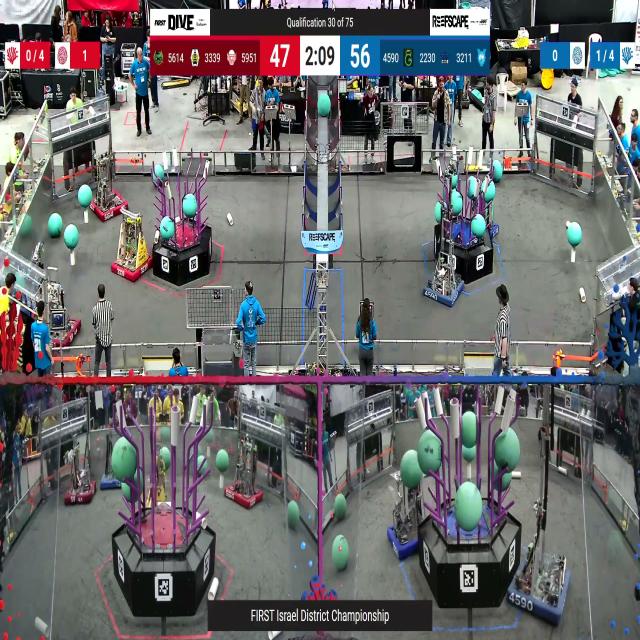 FIRST DIVE
Qualification 30 of 75
REEFSCAPE
0 / 4
1
5614
3339
5951
47
2:09
56
4590
2230
3211
0
1 / 4
REEFSCAPE
4590
4590
FIRST Israel District Championship